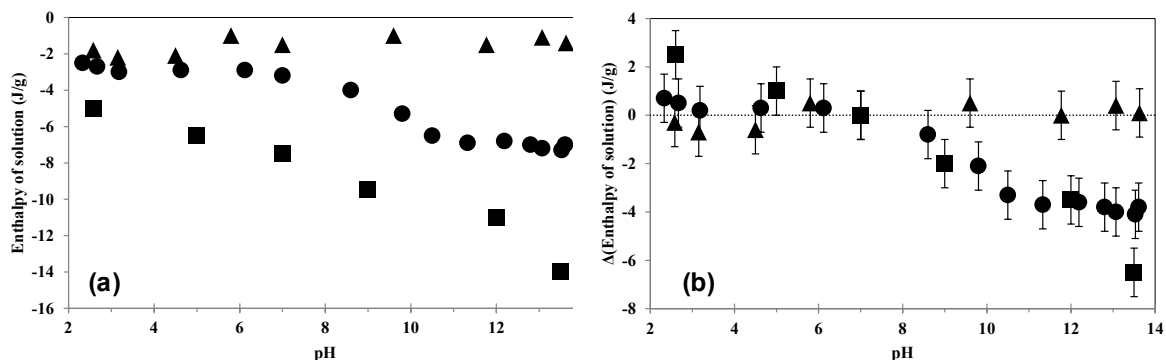 0
-2
-4
-6
-8
-10
-12
-14
-16
Enthalpy of solution (J/g)
(a)
2 4 6 8 10 12
pH
4
2
0
-2
-4
-6
-8
Δ(Enthalpy of solution) (J/g)
(b)
2 4 6 8 10 12 14
pH